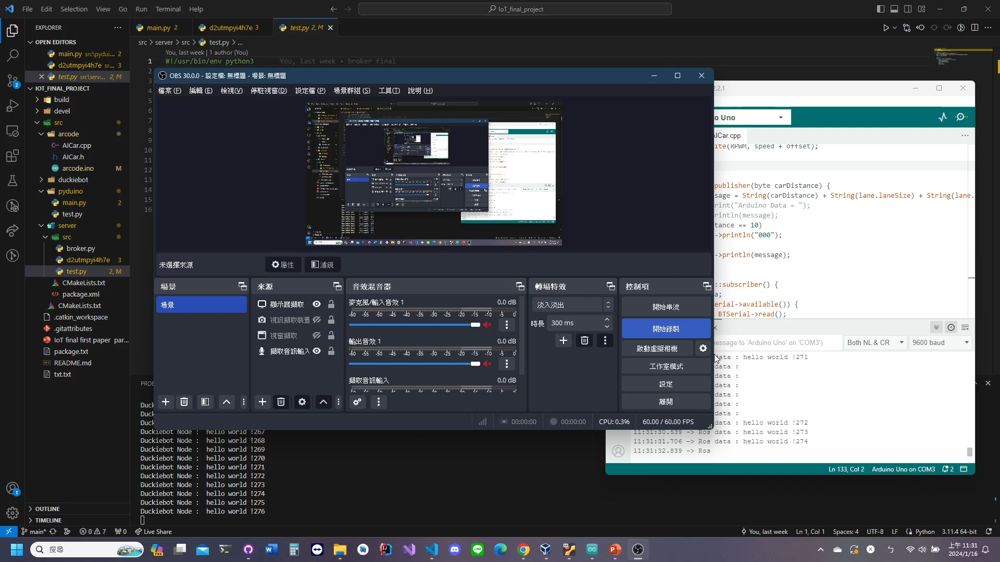 File Edit Selection View Go Run Terminal Help
IoT_final_project
EXPLORER
OPEN EDITORS
main.py src\pydui... 2
d2utmpyi4h7e sr... 3
test.py src\serv... 2, M
IOT_FINAL_PROJECT
build
devel
src
arcode
AICar.cpp
AICar.h
arcode.ino M
duckiebot
pyduino
main.py
test.py
server
src
broker.py
d2utmpyi4h7e 3
test.py 2, M
CMakeLists.txt
package.xml
CMakeLists.txt
.catkin_workspace
.gitattributes
IoT final first paper par...
package.txt
README.md
txt.txt
OUTLINE
TIMELINE
main.py 2
d2utmpyi4h7e 3
test.py 2, M
src > server > src > test.py > ...
You, last week | 1 author (You)
1 #!/usr/bin/env python3 You, last week • broker final
2
3
4
5
6
7
8
9
10
11
12
13
14
15
16
OBS 30.0.0 - 設定檔: 無標題 - 場景: 無標題
檔案 (F) 編輯 (E) 檢視(V) 停駐視窗(D) 設定檔 (P) 場景群組 (S) 工具(T) 說明 (H)
未選擇來源 屬性 濾鏡
場景
場景
來源
顯示器擷取
視訊擷取裝置
視窗擷取
擷取音訊輸入
音效混音器
麥克風/輸入音效 1 0.0 dB
-60 -55 -50 -45 -40 -35 -30 -25 -20 -15 -10 -5 0
輸出音效 1 0.0 dB
-60 -55 -50 -45 -40 -35 -30 -25 -20 -15 -10 -5 0
擷取音訊輸入 0.0 dB
轉場特效
淡入淡出
時長 300 ms
控制項
開始串流
開始錄製
啟動虛擬相機
工作室模式
設定
離開
00:00:00 00:00:00 CPU: 0.3% 60.00 / 60.00 FPS
2.2.1
o Uno
AICar.cpp
ite(RPWM, speed + offset);
publisher(byte carDistance) {
sage = String(carDistance) + String(lane.laneSize) + String(lane.
rint("Arduino Data = ");
rintln(message);
tance == 10)
->println("000");
->println(message);
::subscriber() {
a;
erial->available()) {
BTSerial->read();
essage to 'Arduino Uno' on 'COM3') Both NL & CR 9600 baud
data : hello world !271
data :
data :
data :
data :
data :
data :
data : hello world !272
11:31:30.539 -> Ros data : hello world !273
11:31:31.706 -> Ros data : hello world !274
11:31:32.839 -> Ros
Ln 133, Col 2 Arduino Uno on COM3 2
PROB
Ducki
Ducki
Ducki
Duckiebot Node : hello world !267
Duckiebot Node : hello world !268
Duckiebot Node : hello world !269
Duckiebot Node : hello world !270
Duckiebot Node : hello world !271
Duckiebot Node : hello world !272
Duckiebot Node : hello world !273
Duckiebot Node : hello world !274
Duckiebot Node : hello world !275
Duckiebot Node : hello world !276
main* 0 7 0 Live Share
You, last week Ln 1, Col 1 Spaces: 4 UTF-8 LF Python 3.11.4 64-bit
搜尋
上午 11:31
2024/1/16